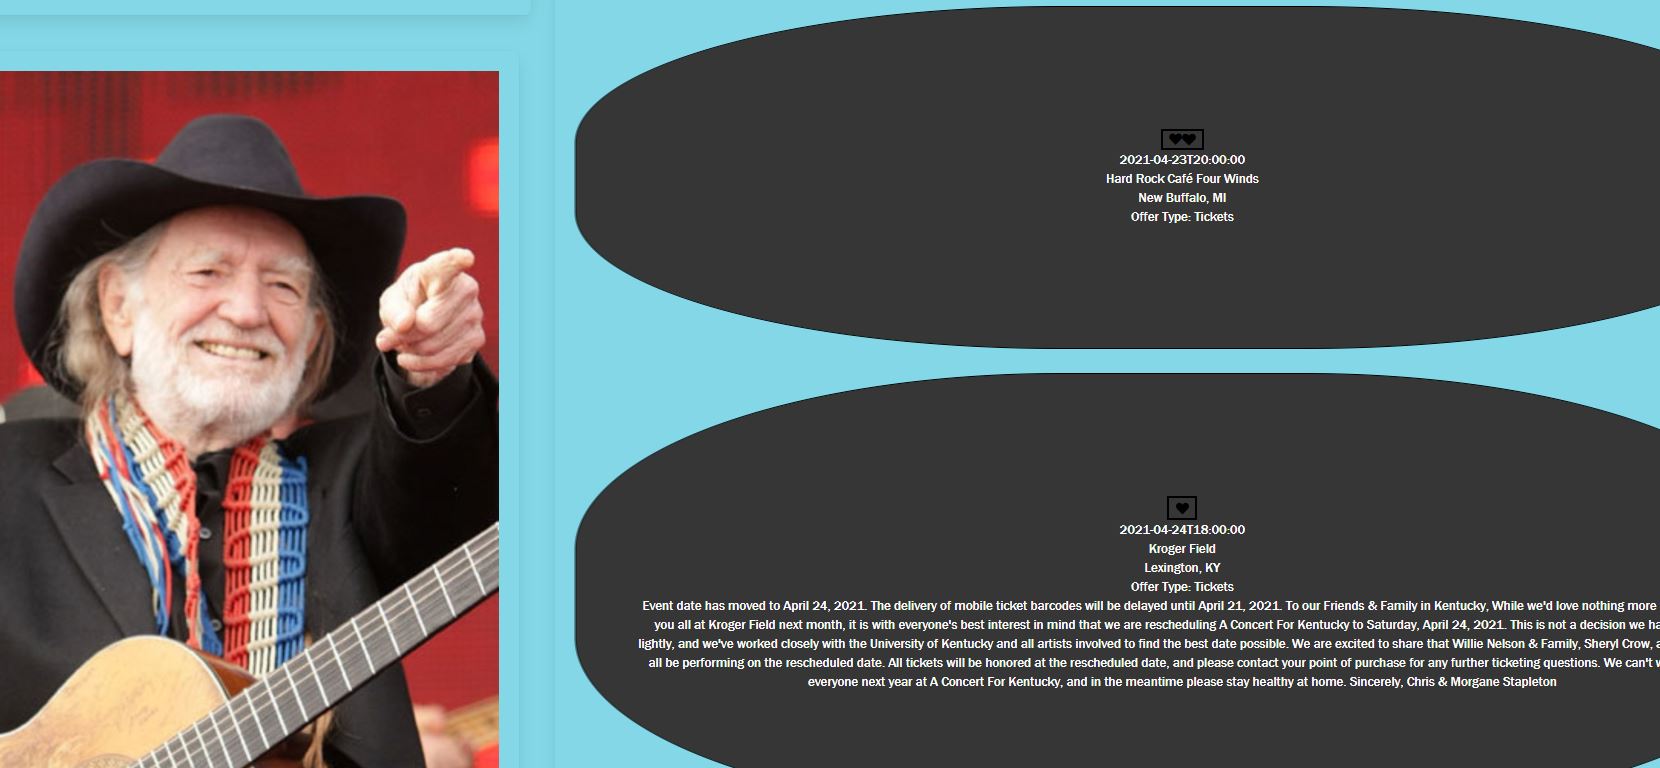 2021-04-23T20:00:00
Hard Rock Café Four Winds
New Buffalo, MI
Offer Type: Tickets
2021-04-24T18:00:00
Kroger Field
Lexington, KY
Offer Type: Tickets
Event date has moved to April 24, 2021. The delivery of mobile ticket barcodes will be delayed until April 21, 2021. To our Friends & Family in Kentucky, While we'd love nothing more
you all at Kroger Field next month, it is with everyone's best interest in mind that we are rescheduling A Concert For Kentucky to Saturday, April 24, 2021. This is not a decision we
lightly, and we've worked closely with the University of Kentucky and all artists involved to find the best date possible. We are excited to share that Willie Nelson & Family, Sheryl Crow,
all be performing on the rescheduled date. All tickets will be honored at the rescheduled date, and please contact your point of purchase for any further ticketing questions. We can't
everyone next year at A Concert For Kentucky, and in the meantime please stay healthy at home. Sincerely, Chris & Morgane Stapleton